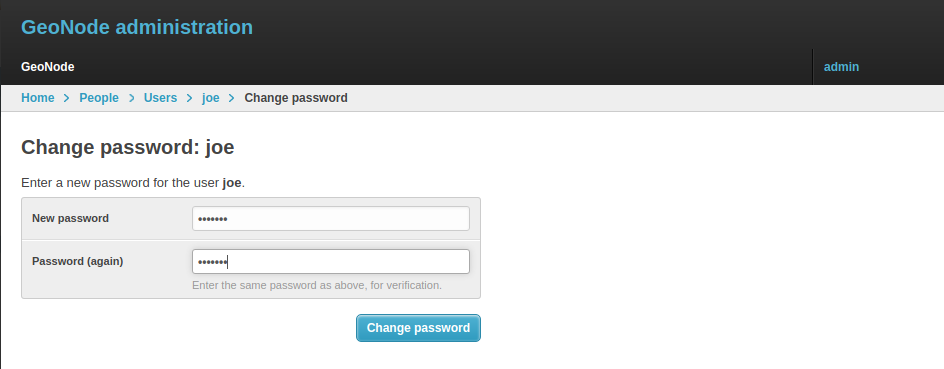 GeoNode administration
GeoNode
admin
Home > People > Users > joe > Change password
Change password: joe
Enter a new password for the user joe.
New password
•••••••
Password (again)
•••••••
Enter the same password as above, for verification.
Change password